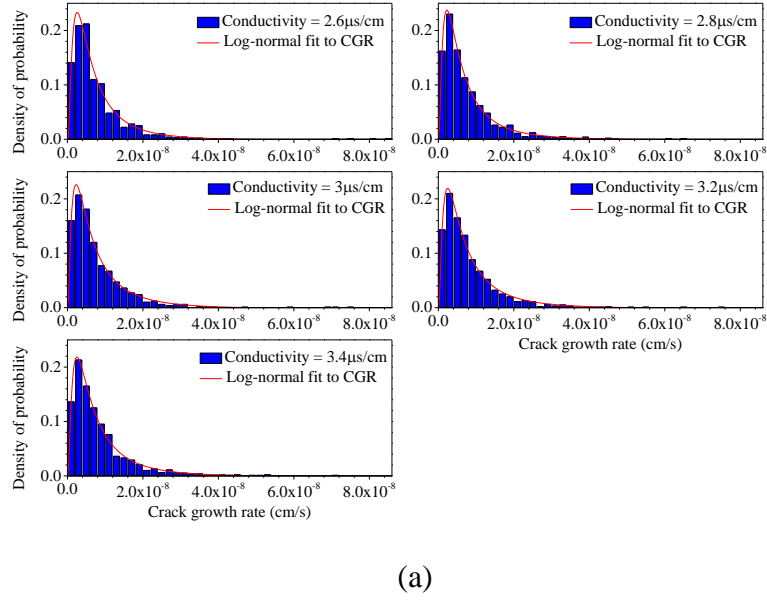 Density of probability
0.2
0.1
0.0
Conductivity = 2.6μs/cm
Log-normal fit to CGR
0.0 2.0x10⁻⁸ 4.0x10⁻⁸ 6.0x10⁻⁸ 8.0x10⁻⁸
0.2
0.1
0.0
Conductivity = 2.8μs/cm
Log-normal fit to CGR
0.0 2.0x10⁻⁸ 4.0x10⁻⁸ 6.0x10⁻⁸ 8.0x10⁻⁸
Density of probability
0.2
0.1
0.0
Conductivity = 3μs/cm
Log-normal fit to CGR
0.0 2.0x10⁻⁸ 4.0x10⁻⁸ 6.0x10⁻⁸ 8.0x10⁻⁸
0.2
0.1
0.0
Conductivity = 3.2μs/cm
Log-normal fit to CGR
0.0 2.0x10⁻⁸ 4.0x10⁻⁸ 6.0x10⁻⁸ 8.0x10⁻⁸
Crack growth rate (cm/s)
Density of probability
0.2
0.1
0.0
Conductivity = 3.4μs/cm
Log-normal fit to CGR
0.0 2.0x10⁻⁸ 4.0x10⁻⁸ 6.0x10⁻⁸ 8.0x10⁻⁸
Crack growth rate (cm/s)
(a)